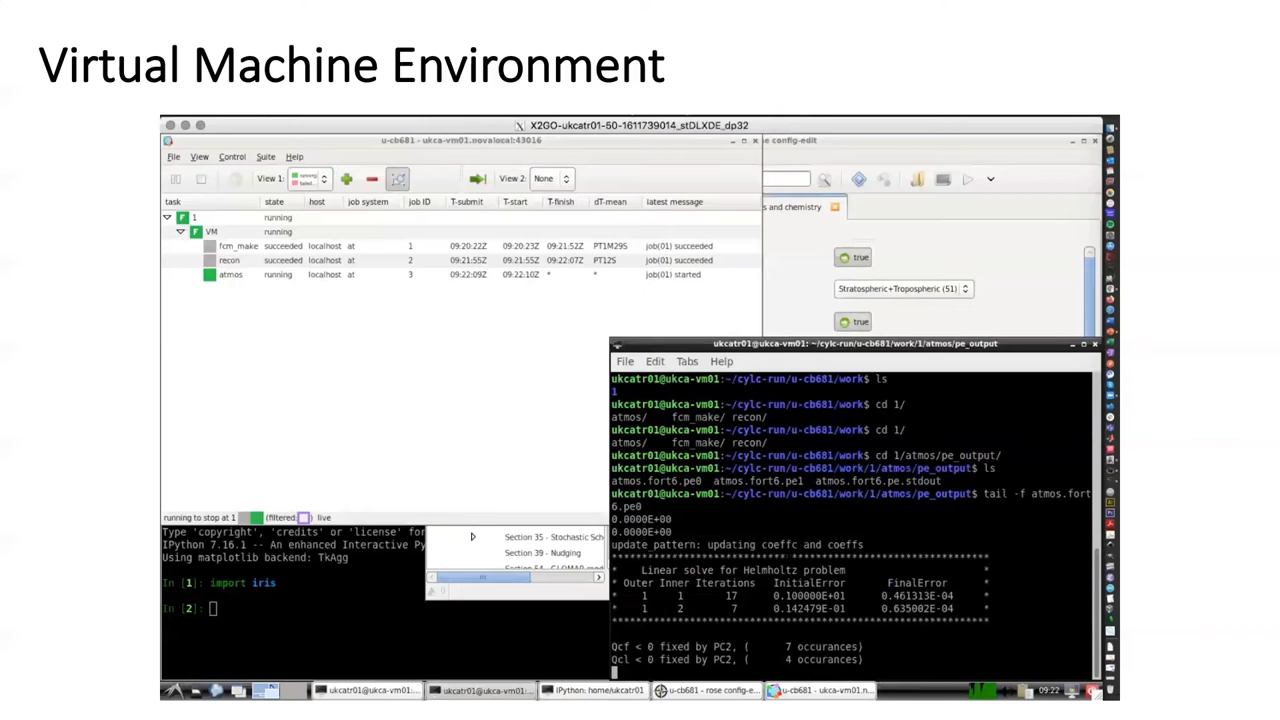 Virtual Machine Environment
X2GO-ukcatr01-50-1611739014_stDLXDE_dp32
u-cb681 - ukca-vm01.novalocal:43016
se config-edit
File View Control Suite Help
View 1: running failed.. View 2: None
task state host job system job ID T-submit T-start T-finish dT-mean latest message
s and chemistry
1 running
VM running
fcm_make succeeded localhost at 1 09:20:22Z 09:20:23Z 09:21:52Z PT1M29S job(01) succeeded
true
recon succeeded localhost at 2 09:21:55Z 09:21:55Z 09:22:07Z PT12S job(01) succeeded
atmos running localhost at 3 09:22:09Z 09:22:10Z * * job(01) started
Stratospheric+Tropospheric (51)
true
ukcatr01@ukca-vm01: ~/cylc-run/u-cb681/work/1/atmos/pe_output
File Edit Tabs Help
ukcatr01@ukca-vm01:~/cylc-run/u-cb681/work$ ls
1
ukcatr01@ukca-vm01:~/cylc-run/u-cb681/work$ cd 1/
atmos/ fcm_make/ recon/
ukcatr01@ukca-vm01:~/cylc-run/u-cb681/work$ cd 1/
atmos/ fcm_make/ recon/
ukcatr01@ukca-vm01:~/cylc-run/u-cb681/work$ cd 1/atmos/pe_output/
ukcatr01@ukca-vm01:~/cylc-run/u-cb681/work/1/atmos/pe_output$ ls
atmos.fort6.pe0 atmos.fort6.pe1 atmos.fort6.pe.stdout
ukcatr01@ukca-vm01:~/cylc-run/u-cb681/work/1/atmos/pe_output$ tail -f atmos.fort
6.pe0
0.0000E+00
0.0000E+00
update_pattern: updating coeffc and coeffs
****************************************************************
* Linear solve for Helmholtz problem *
* Outer Inner Iterations InitialError FinalError *
* 1 1 17 0.100000E+01 0.461313E-04 *
* 1 2 7 0.142479E-01 0.635002E-04 *
****************************************************************
Qcf < 0 fixed by PC2, ( 7 occurances)
Qcl < 0 fixed by PC2, ( 4 occurances)
running to stop at 1 (filtered: ) live
Type 'copyright', 'credits' or 'license' for
IPython 7.16.1 -- An enhanced Interactive Py
Using matplotlib backend: TkAgg
In [1]: import iris
In [2]:
Section 35 - Stochastic Sch
Section 39 - Nudging
0
ukcatr01@ukca-vm01:... ukcatr01@ukca-vm01:... IPython: home/ukcatr01 u-cb681 - rose config-e... u-cb681 - ukca-vm01.n... 09:22